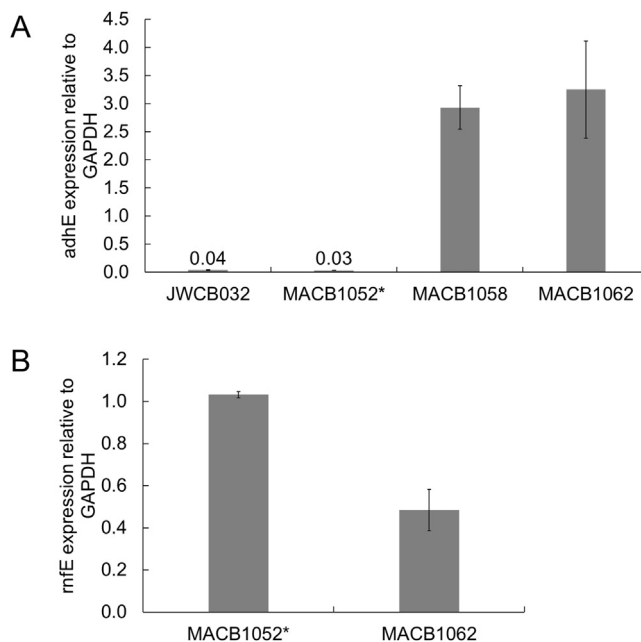 A
adhE expression relative to
GAPDH
4.5
4.0
3.5
3.0
2.5
2.0
1.5
1.0
0.5
0.0
0.04
0.03
JWCB032
MACB1052*
MACB1058
MACB1062
B
rnfE expression relative to
GAPDH
1.2
1.0
0.8
0.6
0.4
0.2
0.0
MACB1052*
MACB1062